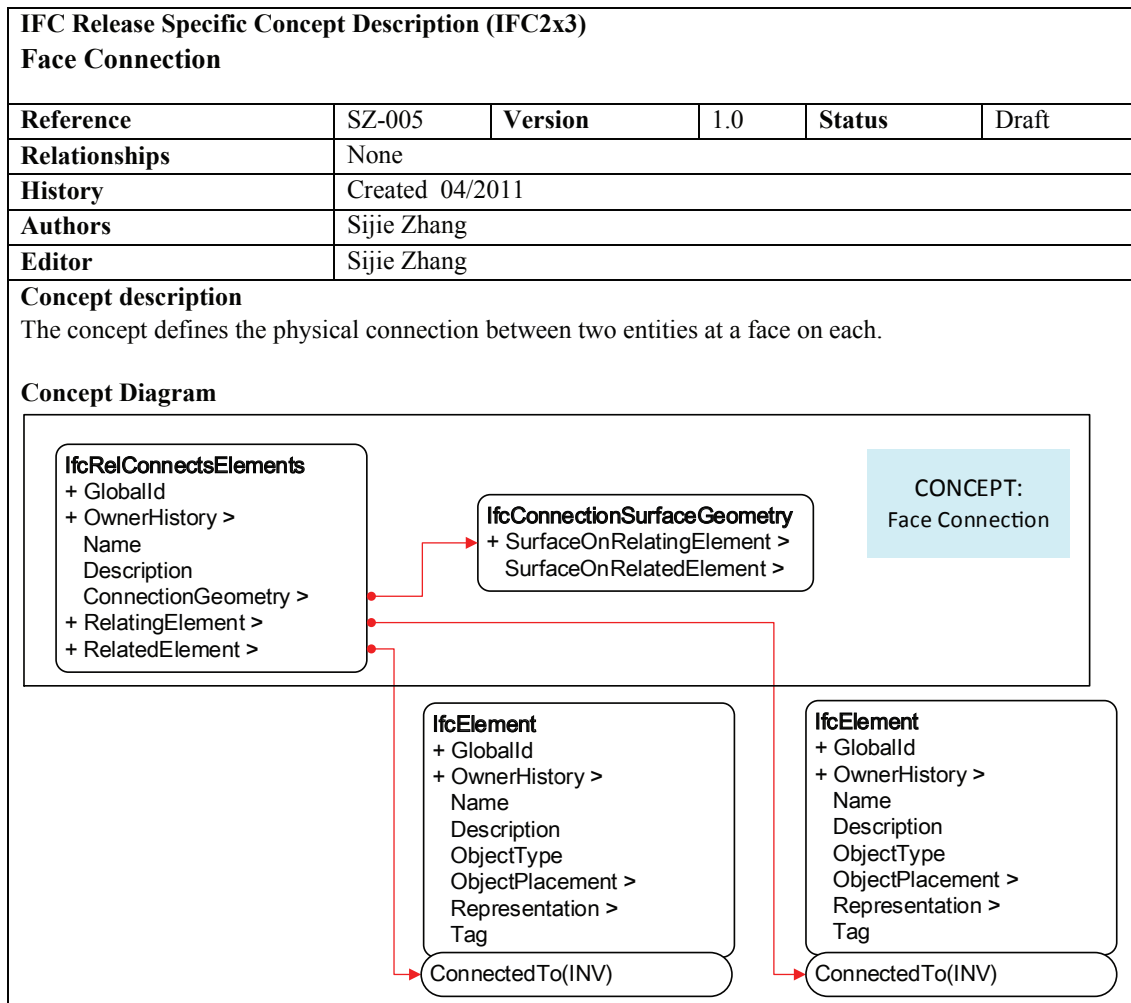 IFC Release Specific Concept Description (IFC2x3)
Face Connection
Reference SZ-005 Version 1.0 Status Draft
Relationships None
History Created 04/2011
Authors Sijie Zhang
Editor Sijie Zhang
Concept description
The concept defines the physical connection between two entities at a face on each.
Concept Diagram
IfcRelConnectsElements
+ GlobalId
+ OwnerHistory >
Name
Description
ConnectionGeometry >
+ RelatingElement >
+ RelatedElement >
IfcConnectionSurfaceGeometry
+ SurfaceOnRelatingElement >
SurfaceOnRelatedElement >
CONCEPT:
Face Connection
IfcElement
+ GlobalId
+ OwnerHistory >
Name
Description
ObjectType
ObjectPlacement >
Representation >
Tag
ConnectedTo(INV)
IfcElement
+ GlobalId
+ OwnerHistory >
Name
Description
ObjectType
ObjectPlacement >
Representation >
Tag
ConnectedTo(INV)